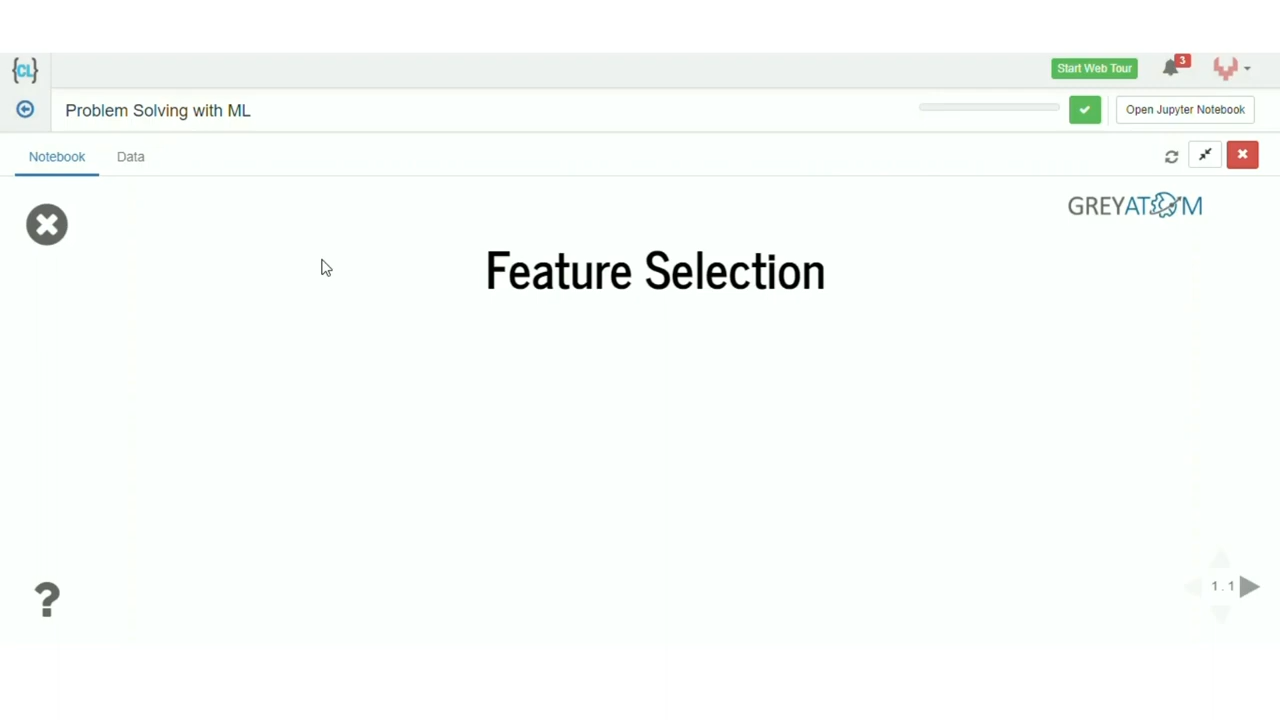 {CL}
Start Web Tour
3
Problem Solving with ML
Open Jupyter Notebook
Notebook
Data
GREYATOM
Feature Selection
?
1.1